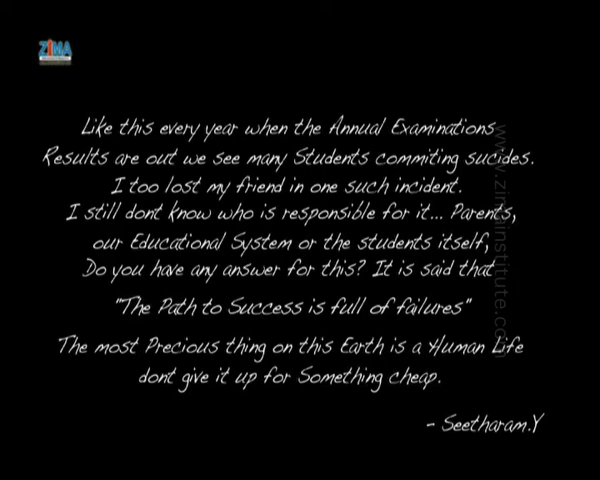 ZIMA
Like this every year when the Annual Examinations
Results are out we see many Students commiting sucides.
I too lost my friend in one such incident.
I still dont know who is responsible for it... Parents,
our Educational System or the students itself,
Do you have any answer for this? It is said that
"The Path to Success is full of failures"
The most Precious thing on this Earth is a Human Life
dont give it up for Something cheap.
- Seetharam.Y
www.zimainstitute.com